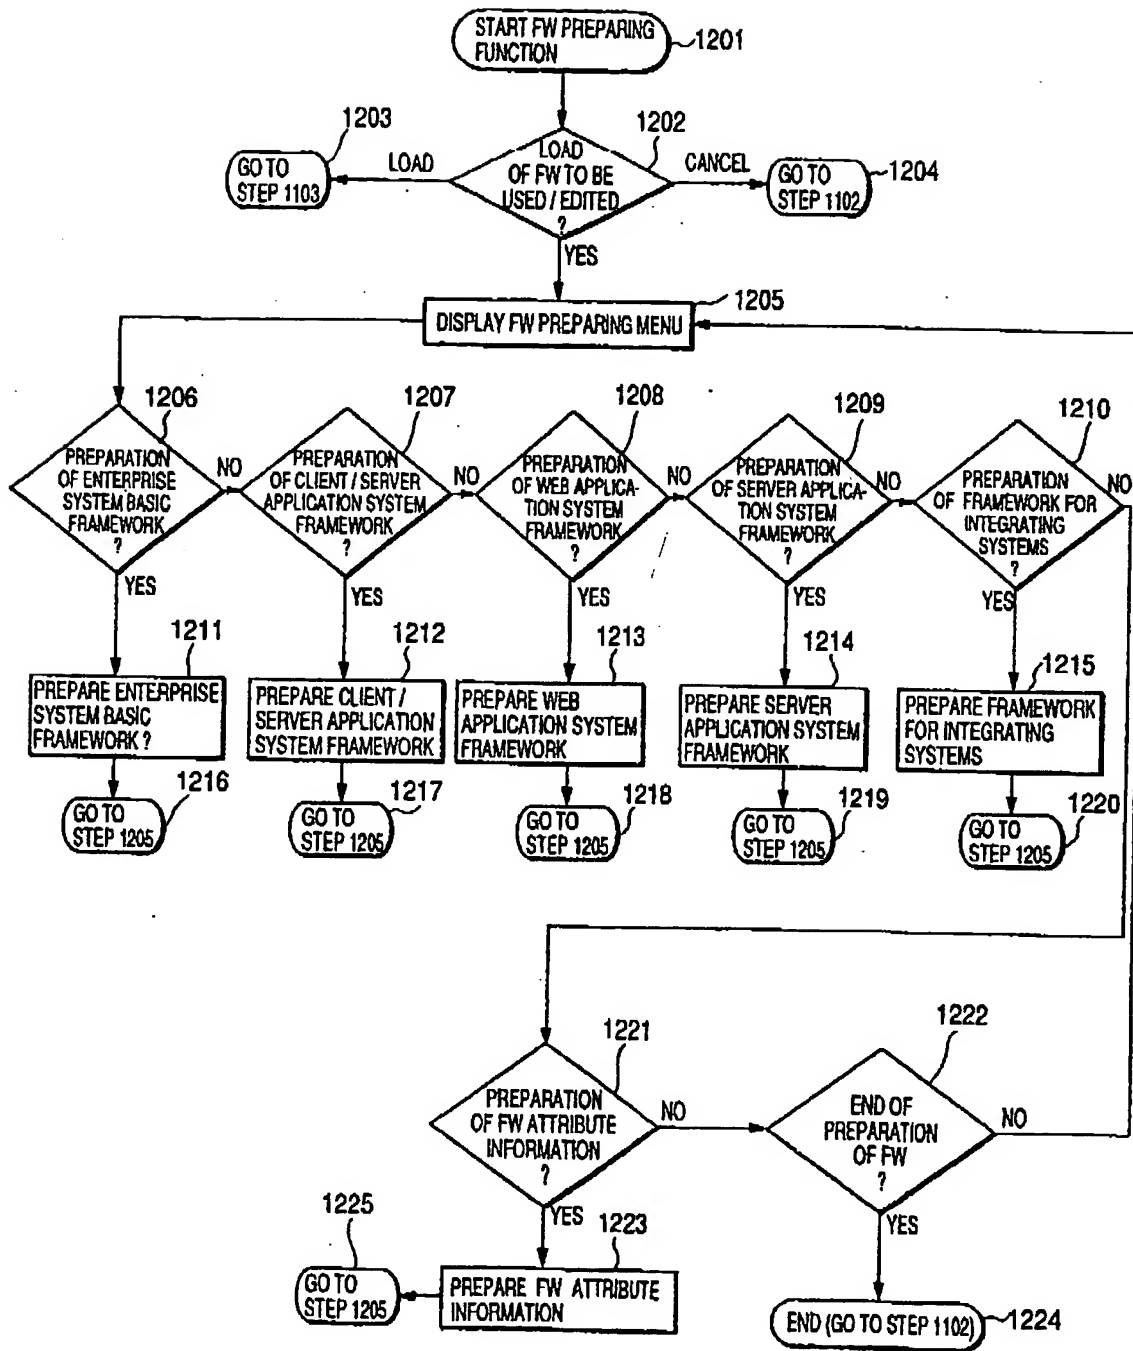 START FW PREPARING
FUNCTION
1201
1203
1202
LOAD
OF FW TO BE
USED / EDITED
?
LOAD
CANCEL
GO TO
STEP 1103
GO TO
STEP 1102
1204
YES
1205
DISPLAY FW PREPARING MENU
1206
1207
1208
1209
1210
PREPARATION
OF ENTERPRISE
SYSTEM BASIC
FRAMEWORK
?
NO
PREPARATION
OF CLIENT / SERVER
APPLICATION SYSTEM
FRAMEWORK
?
NO
PREPARATION
OF WEB APPLICA-
TION SYSTEM
FRAMEWORK
?
NO
PREPARATION
OF SERVER APPLICA-
TION SYSTEM
FRAMEWORK
?
NO
PREPARATION
OF FRAMEWORK FOR
INTEGRATING
SYSTEMS
?
NO
YES
YES
YES
YES
YES
1211
1212
1213
1214
1215
PREPARE ENTERPRISE
SYSTEM BASIC
FRAMEWORK ?
PREPARE CLIENT /
SERVER APPLICATION
SYSTEM FRAMEWORK
PREPARE WEB
APPLICATION SYSTEM
FRAMEWORK
PREPARE SERVER
APPLICATION SYSTEM
FRAMEWORK
PREPARE FRAMEWORK
FOR INTEGRATING
SYSTEMS
GO TO
STEP 1205
1216
GO TO
STEP 1205
1217
GO TO
STEP 1205
1218
GO TO
STEP 1205
1219
GO TO
STEP 1205
1220
1221
1222
PREPARATION
OF FW ATTRIBUTE
INFORMATION
?
NO
END OF
PREPARATION
OF FW
?
NO
YES
YES
1225
1223
GO TO
STEP 1205
PREPARE FW ATTRIBUTE
INFORMATION
END (GO TO STEP 1102)
1224